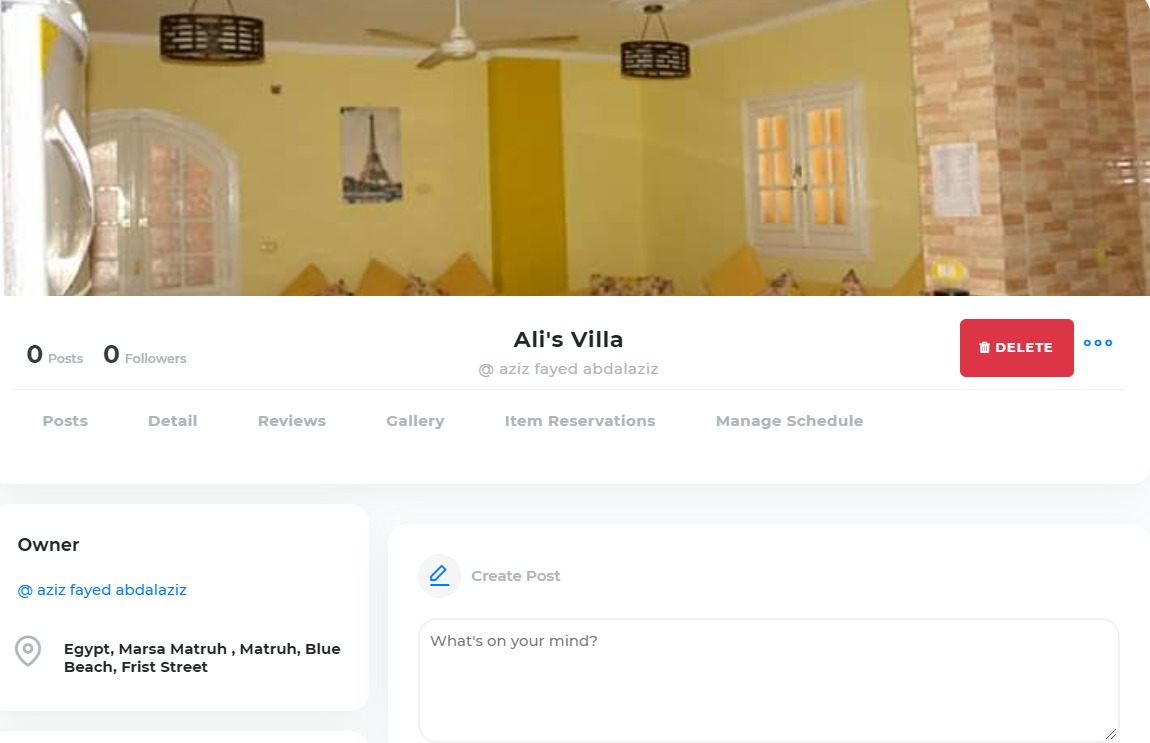 0 Posts 0 Followers
Ali's Villa
@ aziz fayed abdalaziz
DELETE
Posts Detail Reviews Gallery Item Reservations Manage Schedule
Owner
@ aziz fayed abdalaziz
Egypt, Marsa Matruh , Matruh, Blue
Beach, Frist Street
Create Post
What's on your mind?